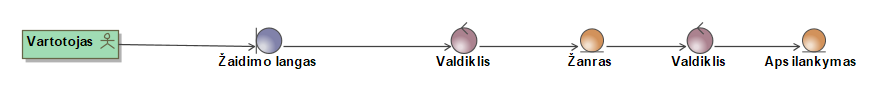 Vartotojas
Žaidimo langas
Valdiklis
Žanras
Valdiklis
Apsilankymas